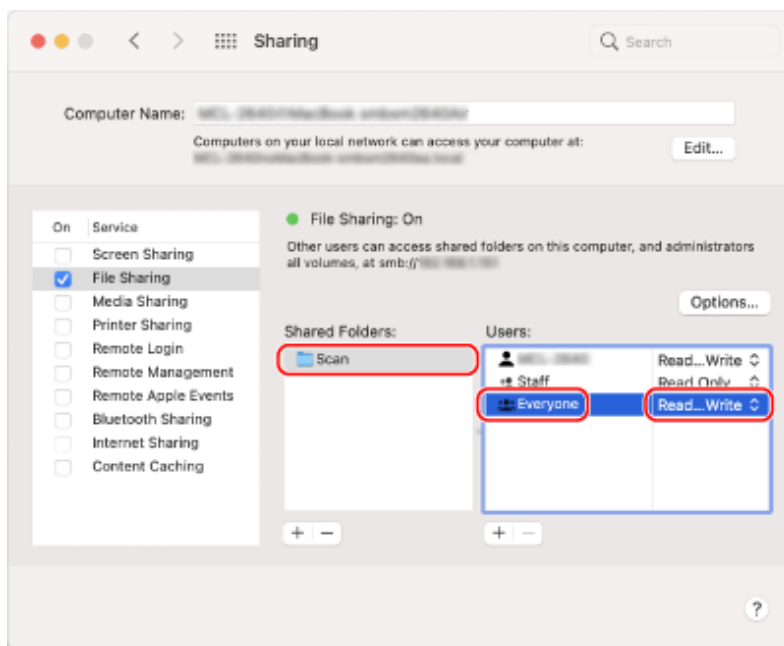 Sharing
Search
Computer Name:
Computers on your local network can access your computer at:
Edit...
On Service
Screen Sharing
File Sharing
Media Sharing
Printer Sharing
Remote Login
Remote Management
Remote Apple Events
Bluetooth Sharing
Internet Sharing
Content Caching
File Sharing: On
Other users can access shared folders on this computer, and administrators
all volumes, at smb://
Options...
Shared Folders:
Scan
Users:
Read...Write
Staff Read Only
Everyone Read...Write
+ −
+ −
?